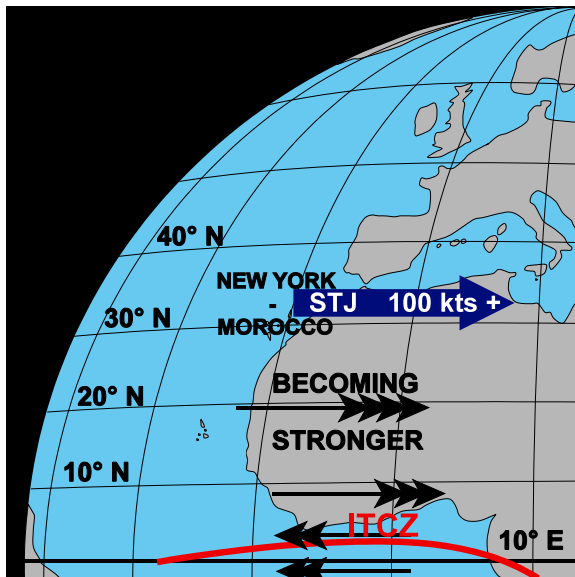 40° N
NEW YORK
-
MOROCCO
STJ 100 kts +
30° N
BECOMING
20° N
STRONGER
10° N
ITCZ
10° E